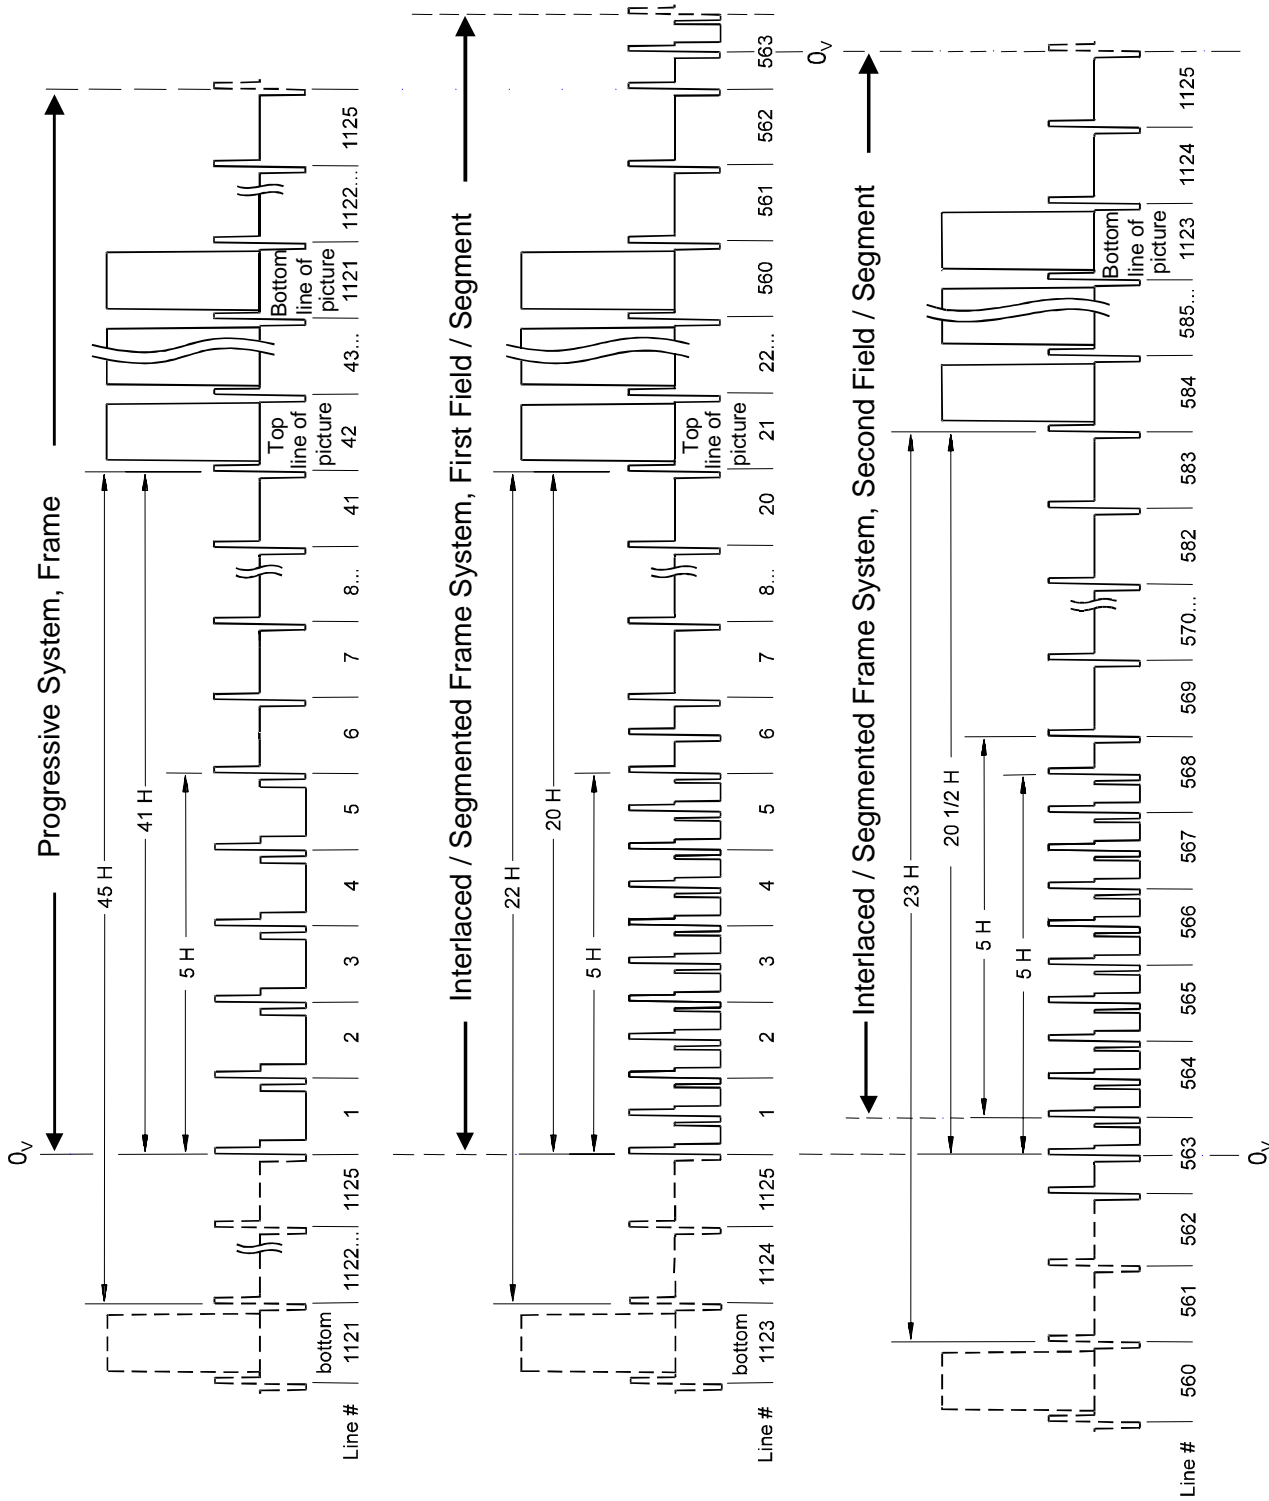 Progressive System, Frame
0V
45 H
41 H
5 H
Line #
1121
bottom
1122...
1125
1
2
3
4
5
6
7
8...
41
42
Top
line of
picture
43...
1121
Bottom
line of
picture
1122...
1125
Interlaced / Segmented Frame System, First Field / Segment
22 H
20 H
5 H
Line #
1123
bottom
1124
1125
1
2
3
4
5
6
7
8...
20
21
Top
line of
picture
22...
560
561
562
563
0V
Interlaced / Segmented Frame System, Second Field / Segment
23 H
20 1/2 H
5 H
5 H
Line #
560
561
562
563
564
565
566
567
568
569
570...
582
583
584
585...
1123
Bottom
line of
picture
1124
1125
0V